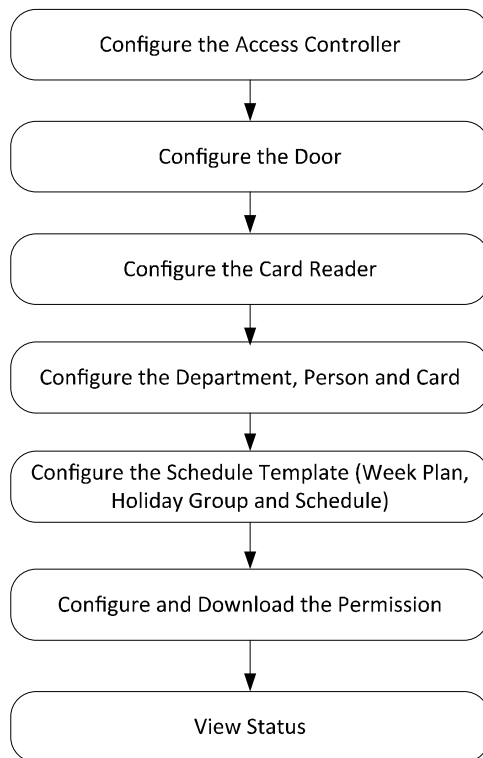 Configure the Access Controller
Configure the Door
Configure the Card Reader
Configure the Department, Person and Card
Configure the Schedule Template (Week Plan,
Holiday Group and Schedule)
Configure and Download the Permission
View Status